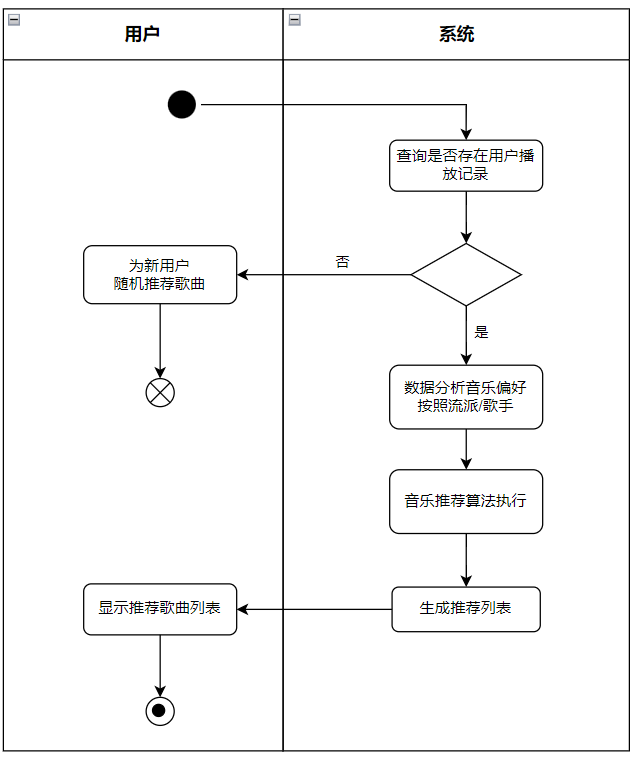 用户
系统
查询是否存在用户播
放记录
否
为新用户
随机推荐歌曲
是
数据分析音乐偏好
按照流派/歌手
音乐推荐算法执行
生成推荐列表
显示推荐歌曲列表